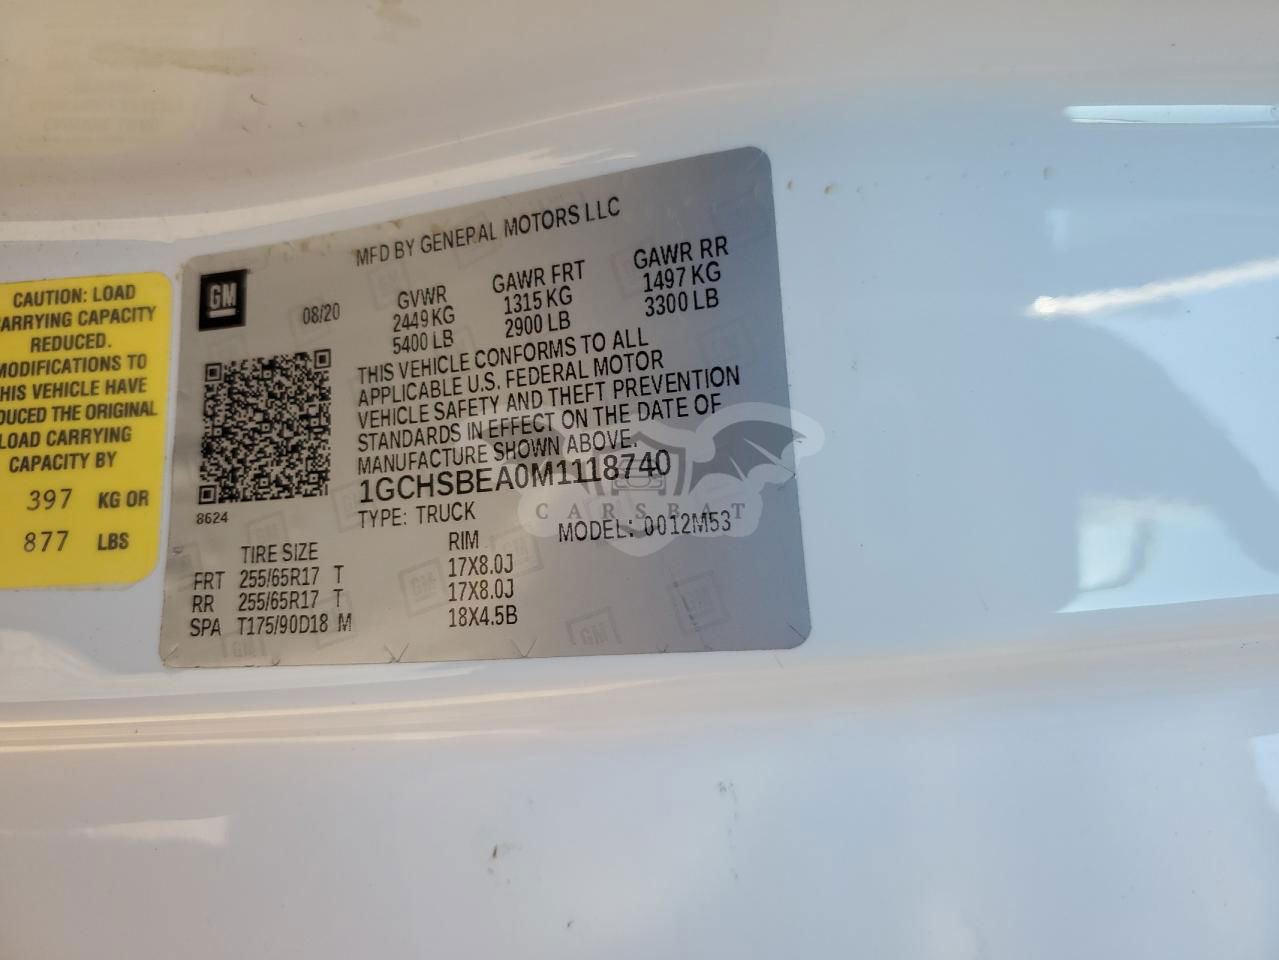 CAUTION: LOAD
CARRYING CAPACITY
REDUCED.
MODIFICATIONS TO
THIS VEHICLE HAVE
DUCED THE ORIGINAL
LOAD CARRYING
CAPACITY BY
397 KG OR
877 LBS
GM
MFD BY GENERAL MOTORS LLC
08/20
GVWR GAWR FRT GAWR RR
2449 KG 1315 KG 1497 KG
5400 LB 2900 LB 3300 LB
THIS VEHICLE CONFORMS TO ALL
APPLICABLE U.S. FEDERAL MOTOR
VEHICLE SAFETY AND THEFT PREVENTION
STANDARDS IN EFFECT ON THE DATE OF
MANUFACTURE SHOWN ABOVE.
1GCHSBEA0M1118740
8624
TYPE: TRUCK MODEL: 0012M53
CARSBAT
TIRE SIZE RIM
FRT 255/65R17 T 17X8.0J
RR 255/65R17 T 17X8.0J
SPA T175/90D18 M 18X4.5B